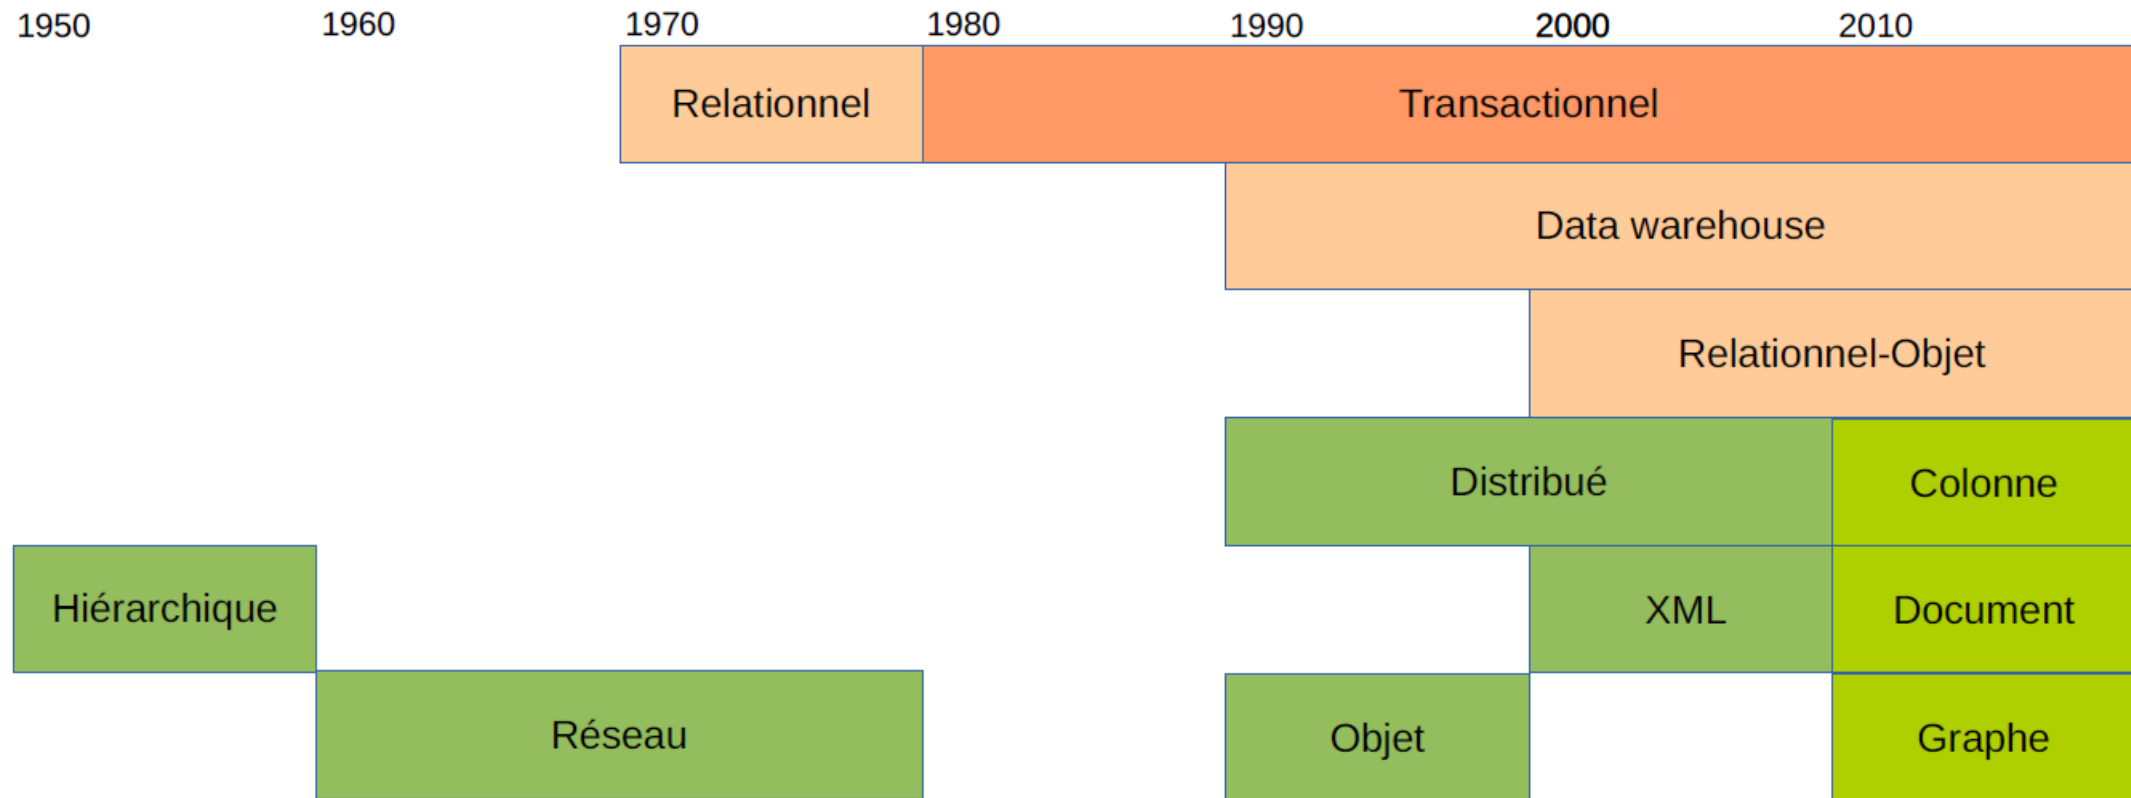 1950 1960 1970 1980 1990 2000 2010
Relationnel Transactionnel
Data warehouse
Relationnel-Objet
Distribué Colonne
Hiérarchique XML Document
Réseau Objet Graphe